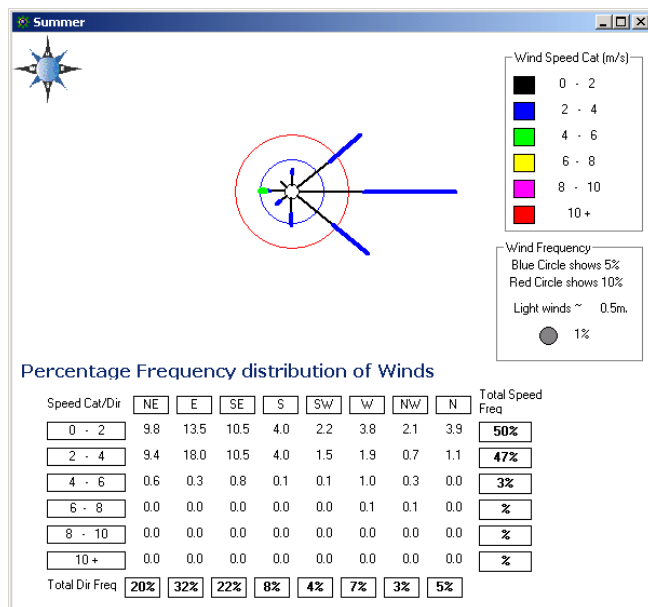 Summer
Wind Speed Cat (m/s)
0 - 2
2 - 4
4 - 6
6 - 8
8 - 10
10 +
Wind Frequency
Blue Circle shows 5%
Red Circle shows 10%
Light winds ~ 0.5m.
1%
Percentage Frequency distribution of Winds
Speed Cat/Dir NE E SE S SW W NW N Total Speed Freq
0 - 2 9.8 13.5 10.5 4.0 2.2 3.8 2.1 3.9 50%
2 - 4 9.4 18.0 10.5 4.0 1.5 1.9 0.7 1.1 47%
4 - 6 0.6 0.3 0.8 0.1 0.1 1.0 0.3 0.0 3%
6 - 8 0.0 0.0 0.0 0.0 0.0 0.1 0.1 0.0 %
8 - 10 0.0 0.0 0.0 0.0 0.0 0.0 0.0 0.0 %
10 + 0.0 0.0 0.0 0.0 0.0 0.0 0.0 0.0 %
Total Dir Freq 20% 32% 22% 8% 4% 7% 3% 5%